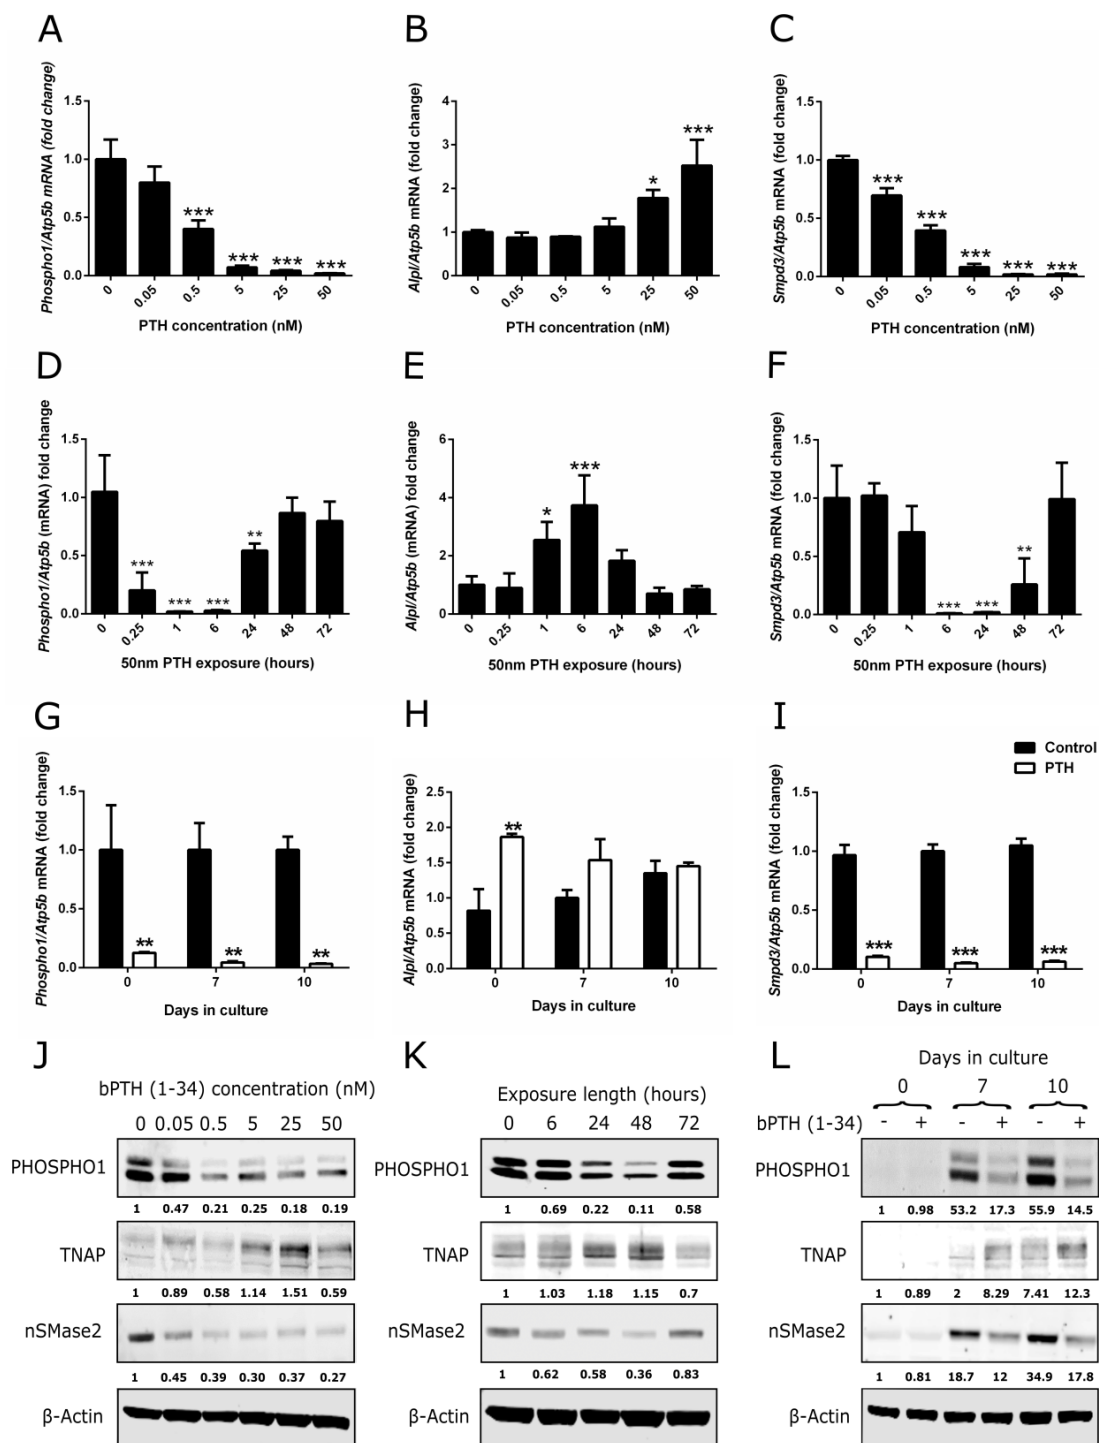 A
B
C
Phospho1/Atp5b mRNA (fold change)
1.5
1.0
0.5
0.0
***
***
***
***
0
0.05
0.5
5
25
50
PTH concentration (nM)
Alpl/Atp5b mRNA (fold change)
4
3
2
1
0
*
***
0
0.05
0.5
5
25
50
PTH concentration (nM)
Smpd3/Atp5b mRNA (fold change)
1.5
1.0
0.5
0.0
***
***
***
***
***
0
0.05
0.5
5
25
50
PTH concentration (nM)
D
E
F
Phospho1/Atp5b (mRNA) fold change
1.5
1.0
0.5
0.0
***
***
***
**
0
0.25
1
6
24
48
72
50nm PTH exposure (hours)
Alpl/Atp5b (mRNA) fold change
6
4
2
0
*
***
0
0.25
1
6
24
48
72
50nm PTH exposure (hours)
Smpd3/Atp5b mRNA (fold change)
1.5
1.0
0.5
0.0
***
***
**
0
0.25
1
6
24
48
72
50nm PTH exposure (hours)
G
H
I
Phospho1/Atp5b mRNA (fold change)
1.5
1.0
0.5
0.0
**
**
**
0
7
10
Days in culture
Alpl/Atp5b mRNA (fold change)
2.5
2.0
1.5
1.0
0.5
0.0
**
0
7
10
Days in culture
Control
PTH
Smpd3/Atp5b mRNA (fold change)
1.5
1.0
0.5
0.0
***
***
***
0
7
10
Days in culture
J
bPTH (1-34) concentration (nM)
0 0.05 0.5 5 25 50
PHOSPHO1
1 0.47 0.21 0.25 0.18 0.19
TNAP
1 0.89 0.58 1.14 1.51 0.59
nSMase2
1 0.45 0.39 0.30 0.37 0.27
β-Actin
K
Exposure length (hours)
0 6 24 48 72
PHOSPHO1
1 0.69 0.22 0.11 0.58
TNAP
1 1.03 1.18 1.15 0.7
nSMase2
1 0.62 0.58 0.36 0.83
β-Actin
L
Days in culture
0 7 10
bPTH (1-34) - + - + - +
PHOSPHO1
1 0.98 53.2 17.3 55.9 14.5
TNAP
1 0.89 2 8.29 7.41 12.3
nSMase2
1 0.81 18.7 12 34.9 17.8
β-Actin